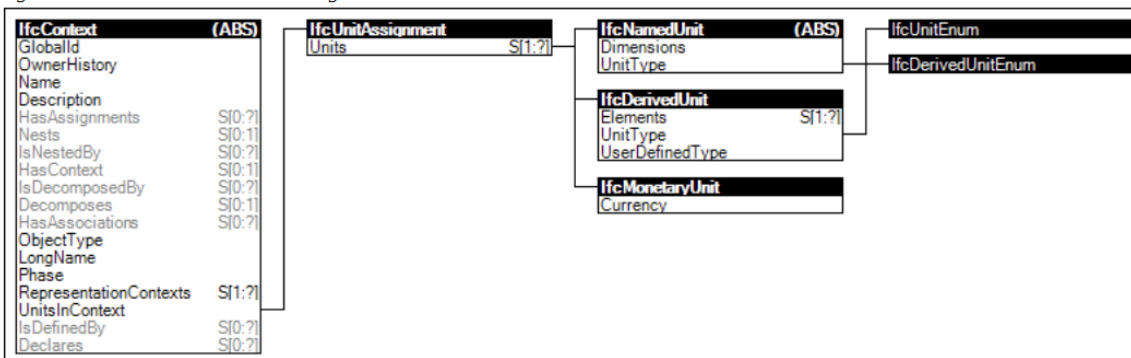 IfcContext (ABS)
GlobalId
OwnerHistory
Name
Description
HasAssignments S[0:?]
Nests S[0:1]
IsNestedBy S[0:?]
HasContext S[0:1]
IsDecomposedBy S[0:?]
Decomposes S[0:1]
HasAssociations S[0:?]
ObjectType
LongName
Phase
RepresentationContexts S[1:?]
UnitsInContext
IsDefinedBy S[0:?]
Declares S[0:?]
IfcUnitAssignment
Units S[1:?]
IfcNamedUnit (ABS)
Dimensions
UnitType
IfcDerivedUnit
Elements S[1:?]
UnitType
UserDefinedType
IfcMonetaryUnit
Currency
IfcUnitEnum
IfcDerivedUnitEnum